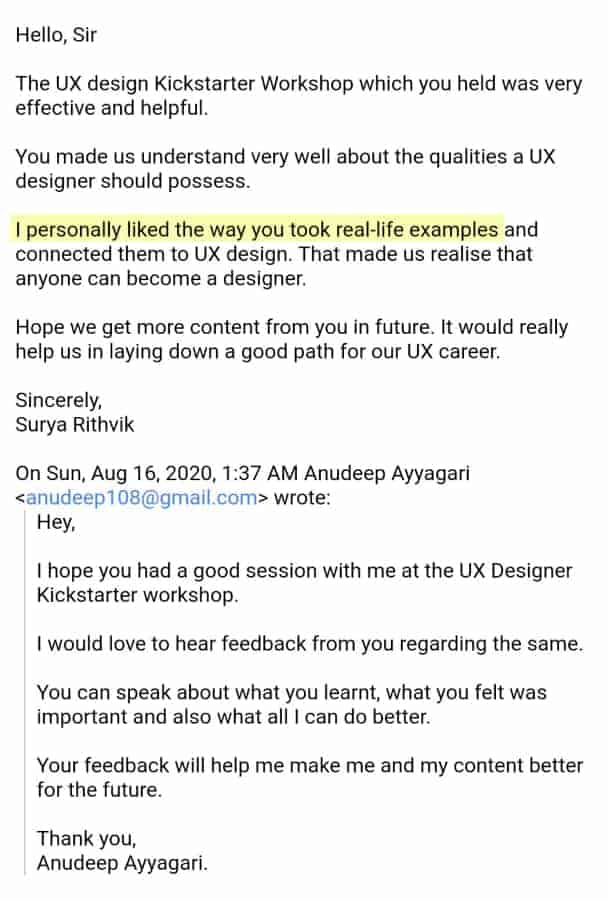 Hello, Sir
The UX design Kickstarter Workshop which you held was very
effective and helpful.
You made us understand very well about the qualities a UX
designer should possess.
I personally liked the way you took real-life examples and
connected them to UX design. That made us realise that
anyone can become a designer.
Hope we get more content from you in future. It would really
help us in laying down a good path for our UX career.
Sincerely,
Surya Rithvik
On Sun, Aug 16, 2020, 1:37 AM Anudeep Ayyagari
<anudeep108@gmail.com> wrote:
Hey,
I hope you had a good session with me at the UX Designer
Kickstarter workshop.
I would love to hear feedback from you regarding the same.
You can speak about what you learnt, what you felt was
important and also what all I can do better.
Your feedback will help me make me and my content better
for the future.
Thank you,
Anudeep Ayyagari.